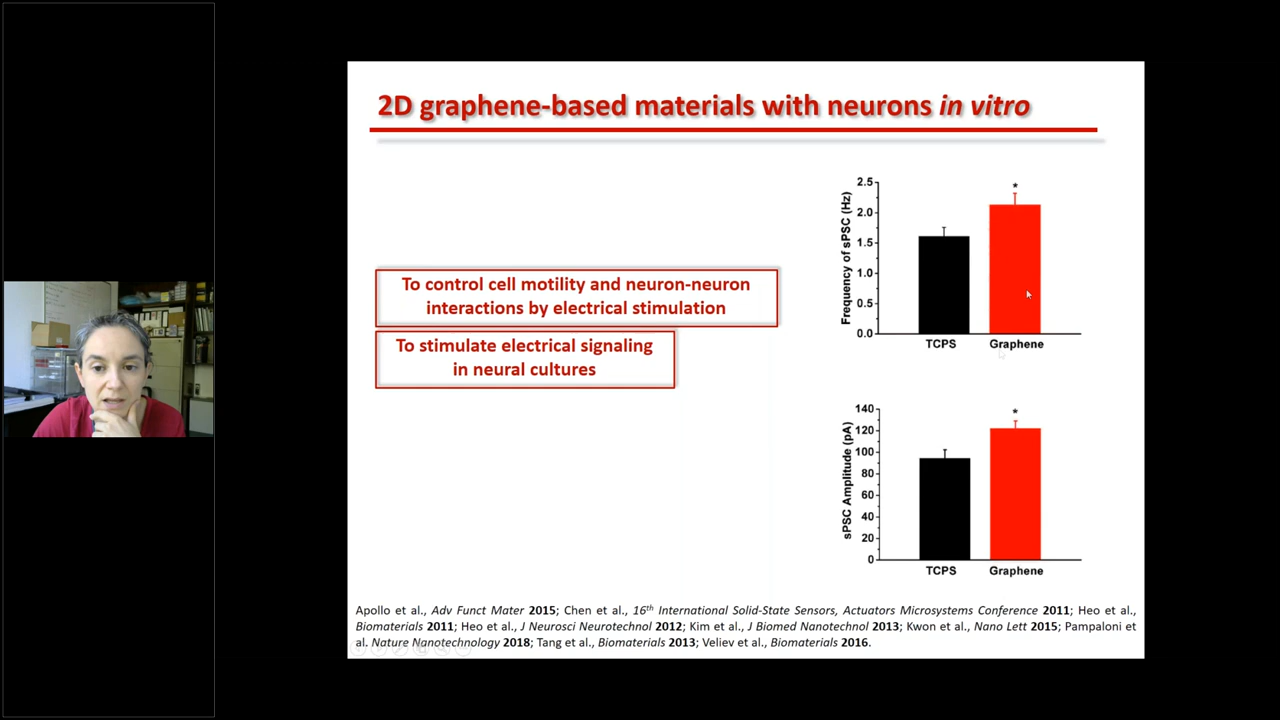 2D graphene-based materials with neurons in vitro
To control cell motility and neuron-neuron
interactions by electrical stimulation
To stimulate electrical signaling
in neural cultures
Frequency of sPSC (Hz)
2.5
2.0
1.5
1.0
0.5
0.0
*
TCPS Graphene
sPSC Amplitude (pA)
140
120
100
80
60
40
20
0
*
TCPS Graphene
Apollo et al., Adv Funct Mater 2015; Chen et al., 16th International Solid-State Sensors, Actuators Microsystems Conference 2011; Heo et al.,
Biomaterials 2011; Heo et al., J Neurosci Neurotechnol 2012; Kim et al., J Biomed Nanotechnol 2013; Kwon et al., Nano Lett 2015; Pampaloni et
al. Nature Nanotechnology 2018; Tang et al., Biomaterials 2013; Veliev et al., Biomaterials 2016.